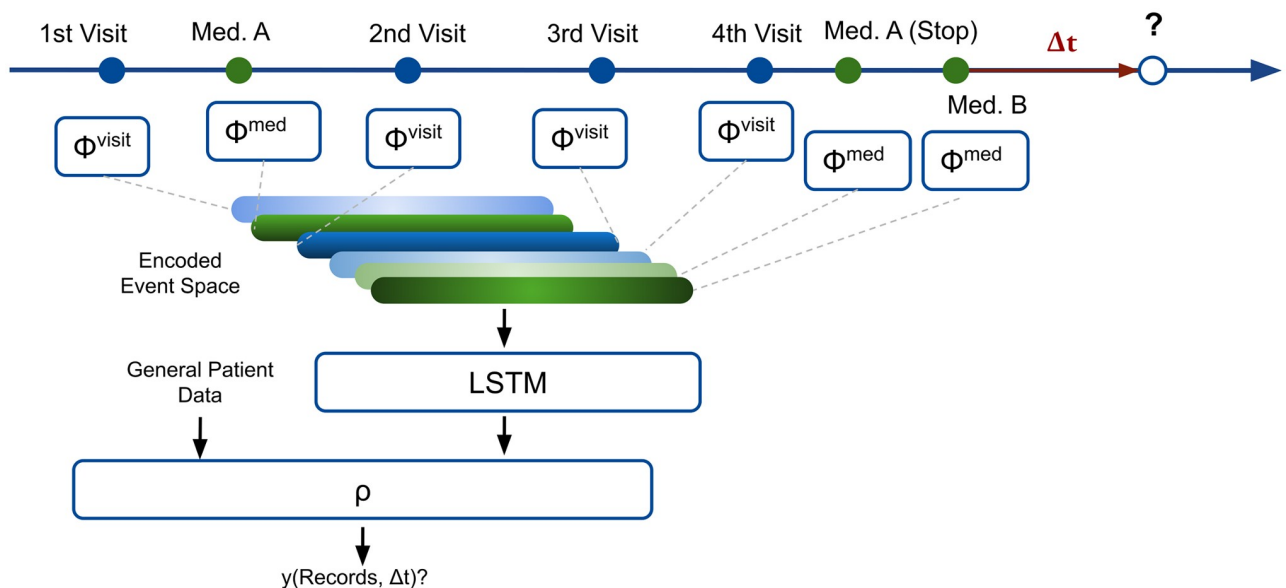 1st Visit
Med. A
2nd Visit
3rd Visit
4th Visit
Med. A (Stop)
Δt
?
Med. B
Φvisit
Φmed
Φvisit
Φvisit
Φvisit
Φmed
Φmed
Encoded
Event Space
General Patient
Data
LSTM
ρ
y(Records, Δt)?